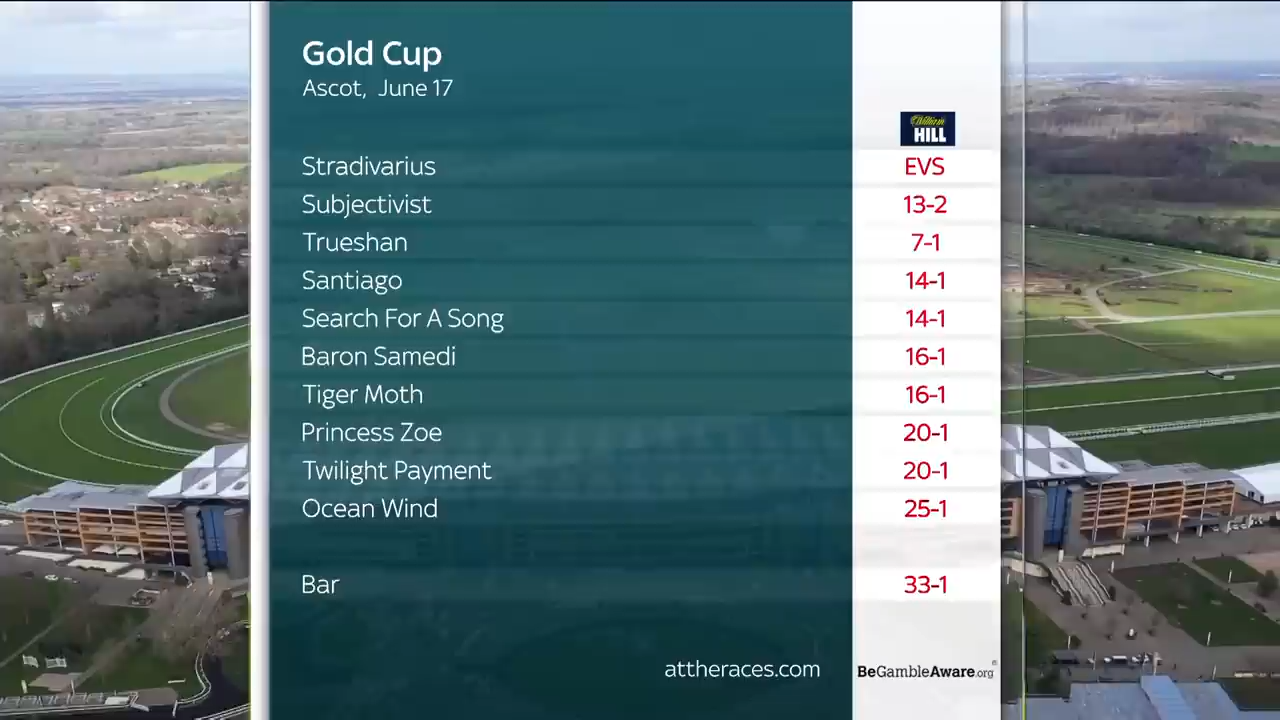 Gold Cup
Ascot, June 17
William
HILL
Stradivarius EVS
Subjectivist 13-2
Trueshan 7-1
Santiago 14-1
Search For A Song 14-1
Baron Samedi 16-1
Tiger Moth 16-1
Princess Zoe 20-1
Twilight Payment 20-1
Ocean Wind 25-1
Bar 33-1
attheraces.com BeGambleAware.org